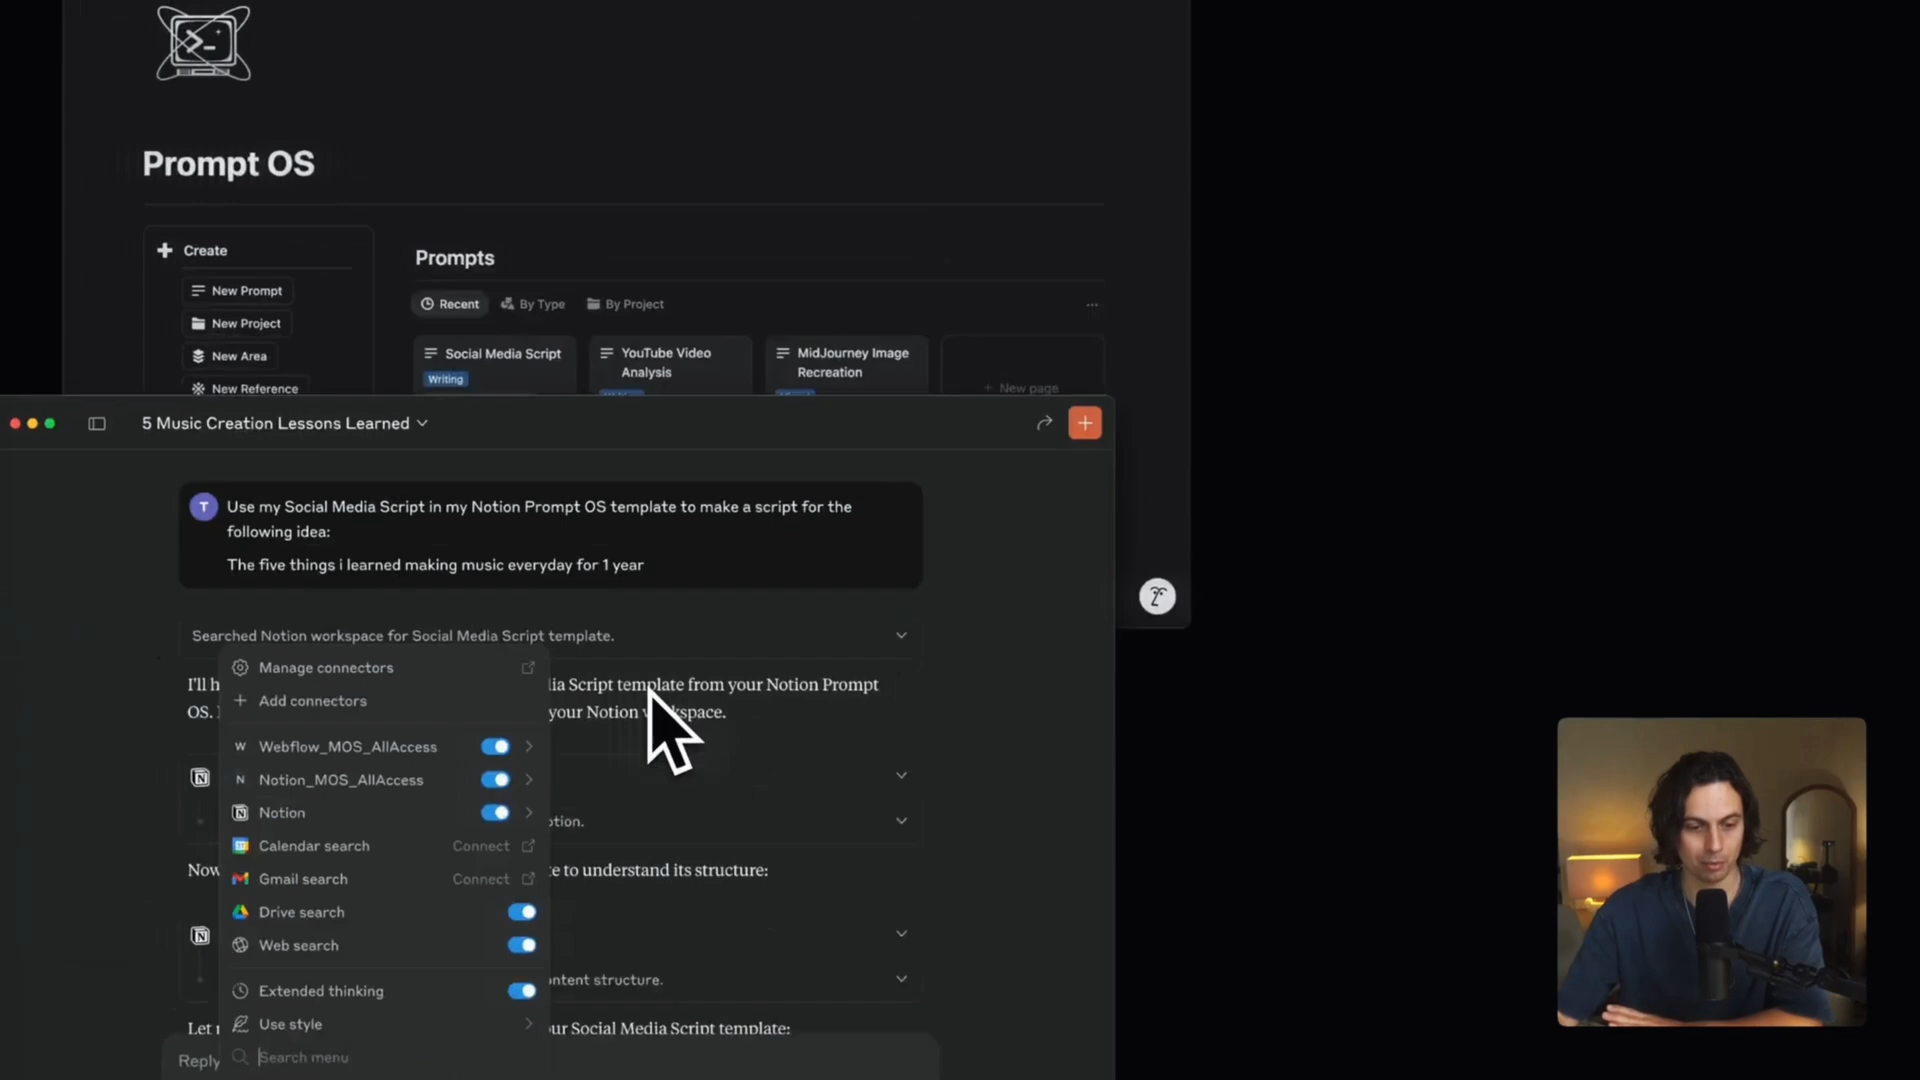 Prompt OS
Create
New Prompt
New Project
New Area
New Reference
Prompts
Recent
By Type
By Project
Social Media Script
Writing
YouTube Video
Analysis
MidJourney Image
Recreation
New page
5 Music Creation Lessons Learned
T
Use my Social Media Script in my Notion Prompt OS template to make a script for the
following idea:
The five things i learned making music everyday for 1 year
Searched Notion workspace for Social Media Script template.
I'll h
Script template from your Notion Prompt
OS.
your Notion
Manage connectors
Add connectors
W Webflow_MOS_AllAccess
N Notion_MOS_AllAccess
Notion
Calendar search Connect
Gmail search Connect
Drive search
Web search
Extended thinking
Use style
Search menu
Now
to understand its structure:
structure.
Let
Social Media Script template:
Reply